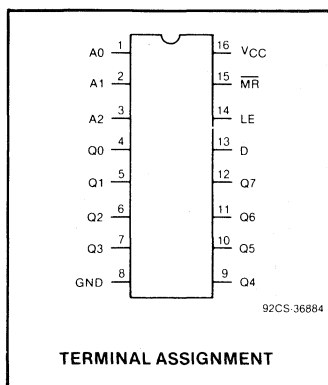 A0 1 16 VCC
A1 2 15 MR
A2 3 14 LE
Q0 4 13 D
Q1 5 12 Q7
Q2 6 11 Q6
Q3 7 10 Q5
GND 8 9 Q4
92CS-36884
TERMINAL ASSIGNMENT